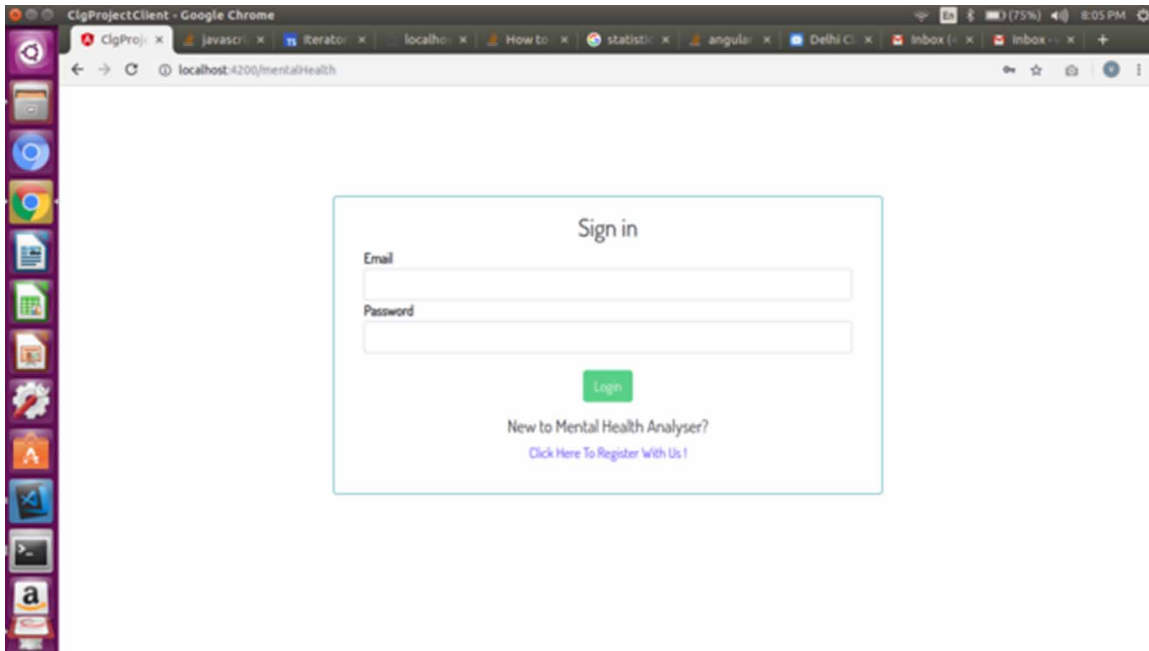 ClgProjectClient - Google Chrome
En (75%) 8:05 PM
ClgProj javascri Iterator localho How to statistic angular Delhi C Inbox ( Inbox
localhost:4200/mentalHealth
Sign in
Email
Password
Login
New to Mental Health Analyser?
Click Here To Register With Us !